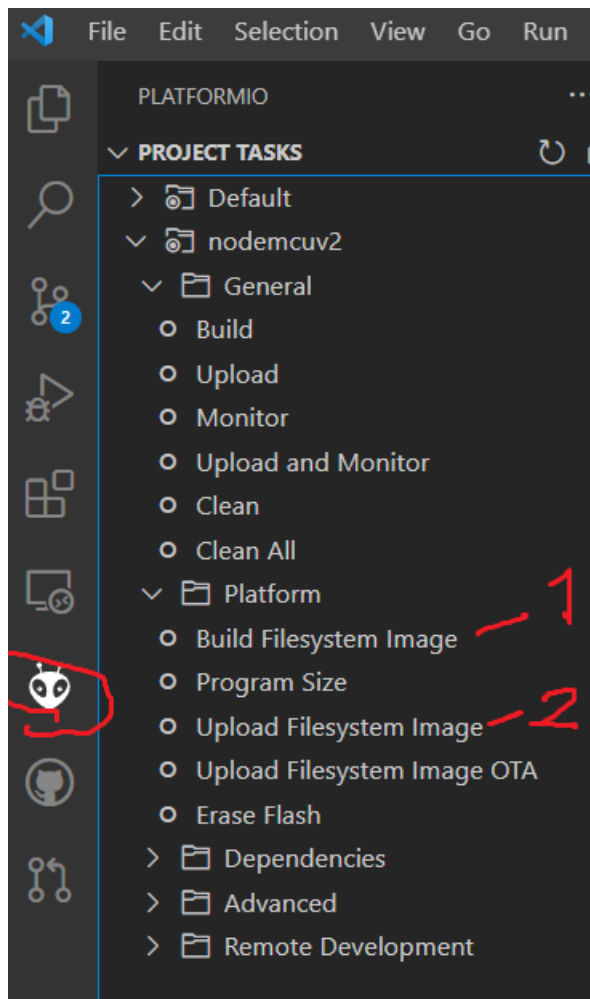 File Edit Selection View Go Run
PLATFORMIO
PROJECT TASKS
Default
nodemcuv2
General
Build
Upload
Monitor
2
Upload and Monitor
Clean
Clean All
Platform
1
Build Filesystem Image
Program Size
Upload Filesystem Image
2
Upload Filesystem Image OTA
Erase Flash
Dependencies
Advanced
Remote Development